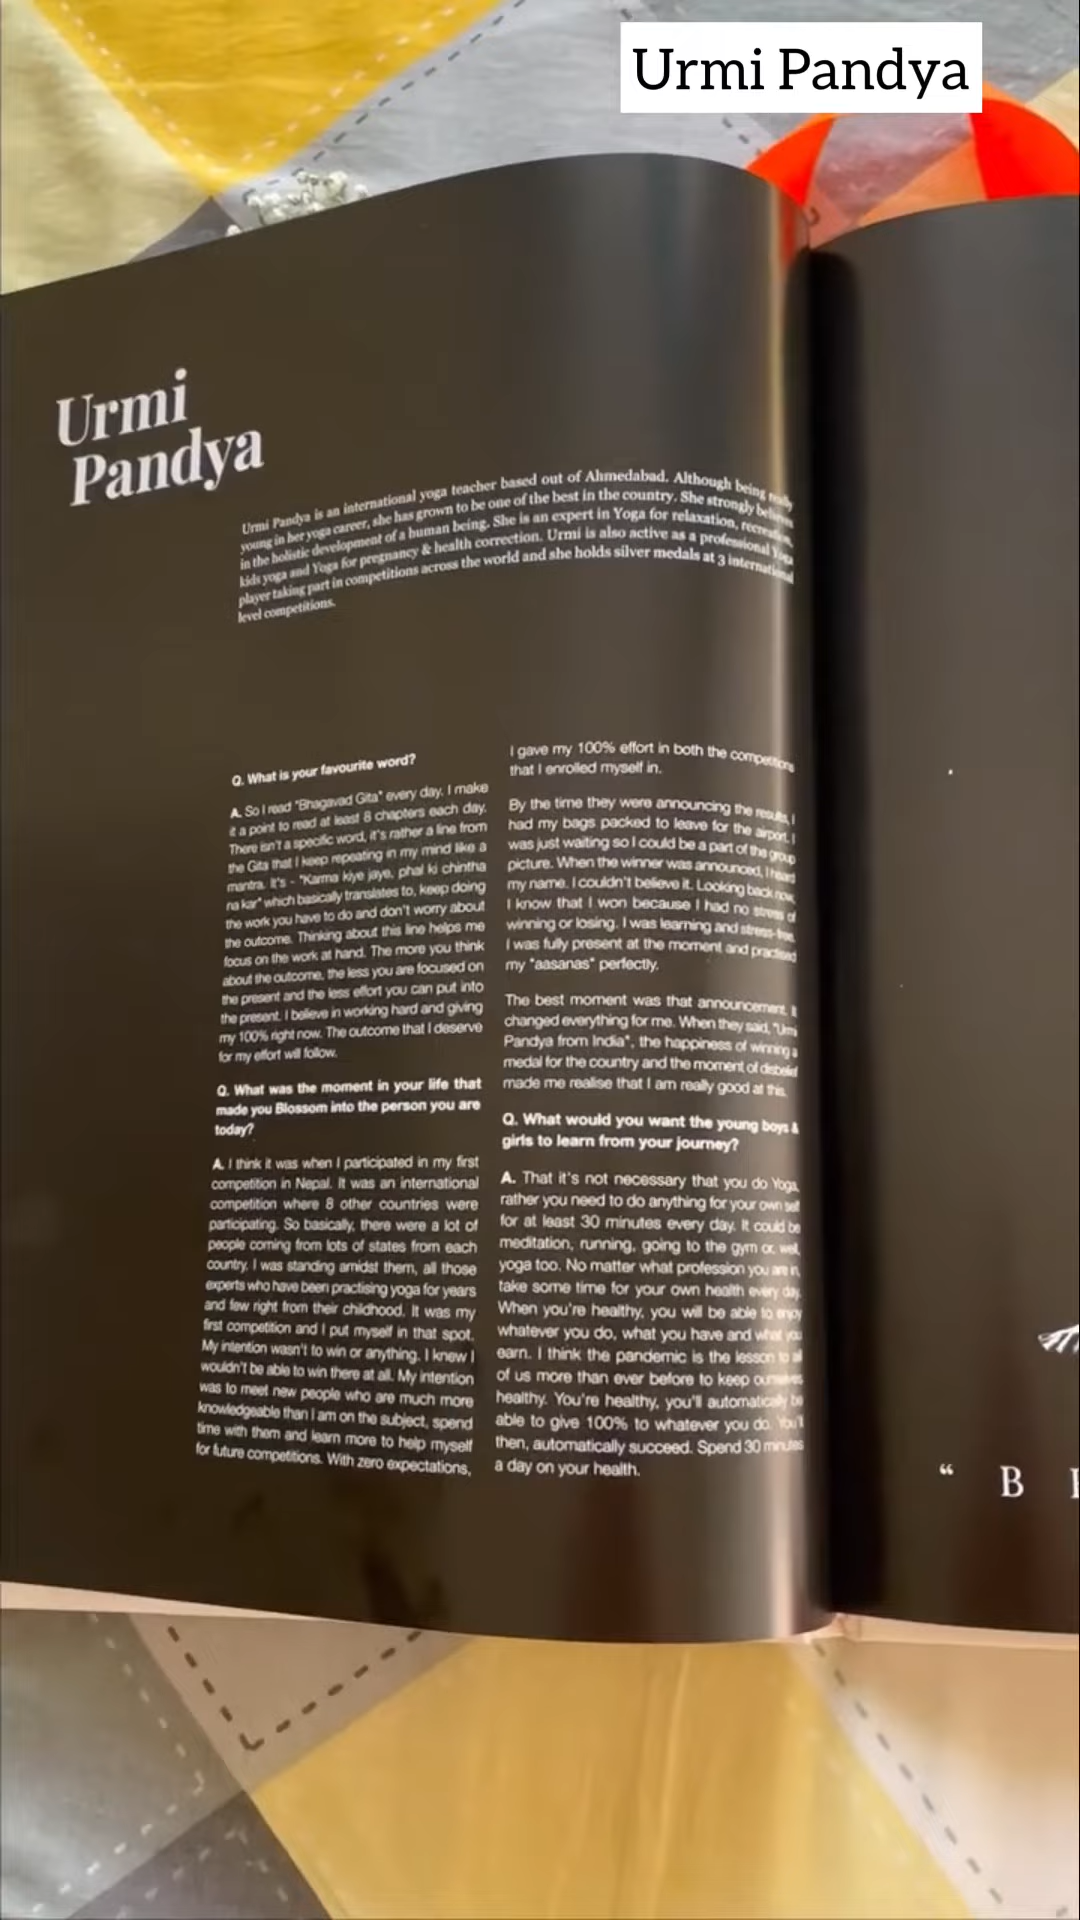 Urmi Pandya
Urmi
Pandya
Urmi Pandya is an international yoga teacher based out of Ahmedabad. Although being really
young in her yoga career, she has grown to be one of the best in the country. She strongly believes
in the holistic development of a human being. She is an expert in Yoga for relaxation, recreation,
kids yoga and Yoga for pregnancy & health correction. Urmi is also active as a professional Yoga
player taking part in competitions across the world and she holds silver medals at 3 international
level competitions.
Q. What is your favourite word?
A. So I read "Bhagavad Gita" every day. I make
it a point to read at least 8 chapters each day.
There isn't a specific word, it's rather a line from
the Gita that I keep repeating in my mind like a
mantra. It's - "Karma kiye jaye, phal ki chintha
na kar" which basically translates to, keep doing
the work you have to do and don't worry about
the outcome. Thinking about this line helps me
focus on the work at hand. The more you think
about the outcome, the less you are focused on
the present and the less effort you can put into
the present. I believe in working hard and giving
my 100% right now. The outcome that I deserve
for my effort will follow.
Q. What was the moment in your life that
made you Blossom into the person you are
today?
A. I think it was when I participated in my first
competition in Nepal. It was an international
competition where 8 other countries were
participating. So basically, there were a lot of
people coming from lots of states from each
country. I was standing amidst them, all those
experts who have been practising yoga for years
and few right from their childhood. It was my
first competition and I put myself in that spot.
My intention wasn't to win or anything. I knew I
wouldn't be able to win there at all. My intention
was to meet new people who are much more
knowledgeable than I am on the subject, spend
time with them and learn more to help myself
for future competitions. With zero expectations,
I gave my 100% effort in both the competitions
that I enrolled myself in.
By the time they were announcing the results, I
had my bags packed to leave for the airport. I
was just waiting so I could be a part of the group
picture. When the winner was announced, I heard
my name. I couldn't believe it. Looking back now,
I know that I won because I had no stress of
winning or losing. I was learning and stress-free.
I was fully present at the moment and practised
my "aasanas" perfectly.
The best moment was that announcement. It
changed everything for me. When they said, "Urmi
Pandya from India", the happiness of winning a
medal for the country and the moment of disbelief
made me realise that I am really good at this.
Q. What would you want the young boys &
girls to learn from your journey?
A. That it's not necessary that you do Yoga,
rather you need to do anything for your own self
for at least 30 minutes every day. It could be
meditation, running, going to the gym or, well,
yoga too. No matter what profession you are in,
take some time for your own health every day.
When you're healthy, you will be able to enjoy
whatever you do, what you have and what you
earn. I think the pandemic is the lesson to all
of us more than ever before to keep ourselves
healthy. You're healthy, you'll automatically be
able to give 100% to whatever you do. You'll
then, automatically succeed. Spend 30 minutes
a day on your health.
“ B